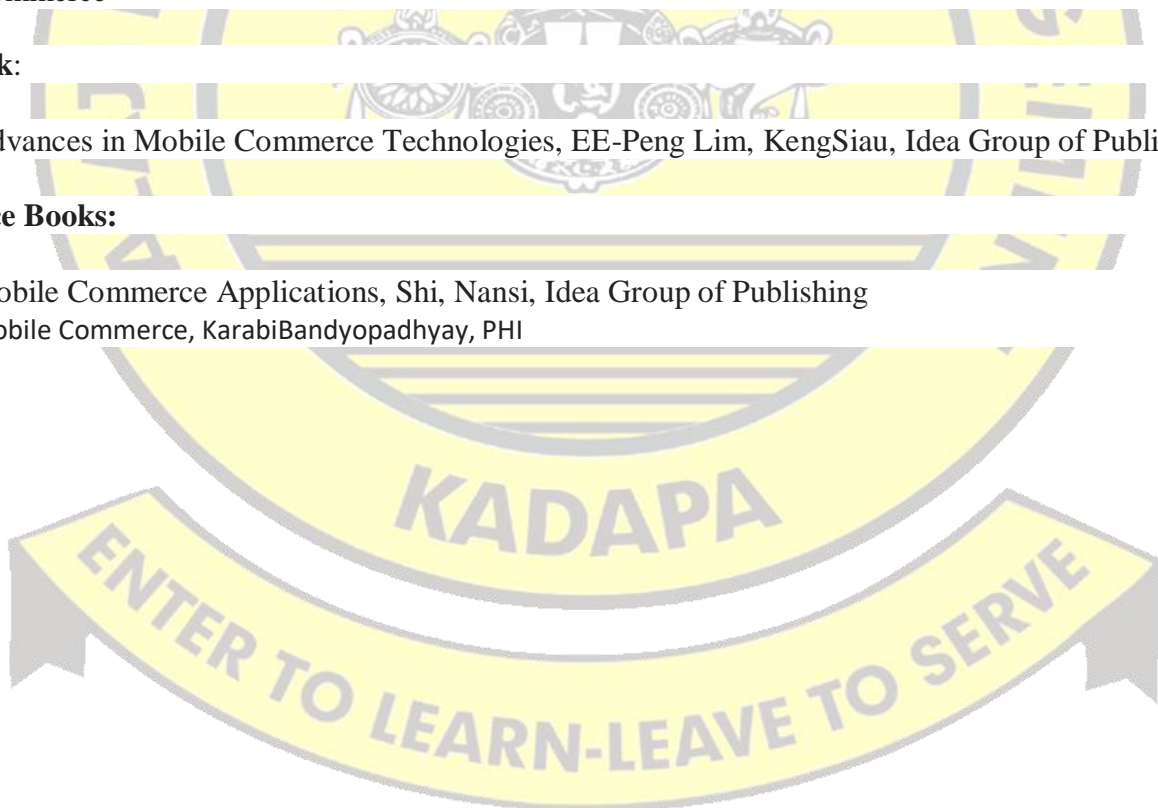 k:
dvances in Mobile Commerce Technologies, EE-Peng Lim, KengSiau, Idea Group of Publi
ce Books:
obile Commerce Applications, Shi, Nansi, Idea Group of Publishing
obile Commerce, KarabiBandyopadhyay, PHI
KADAPA
ENTER TO LEARN-LEAVE TO SERVE